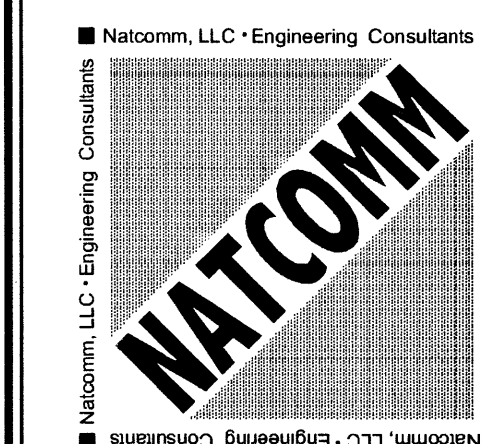 ■ Natcomm, LLC • Engineering Consultants
Natcomm, LLC • Engineering Consultants
NATCOMM
Natcomm, LLC • Engineering Consultants